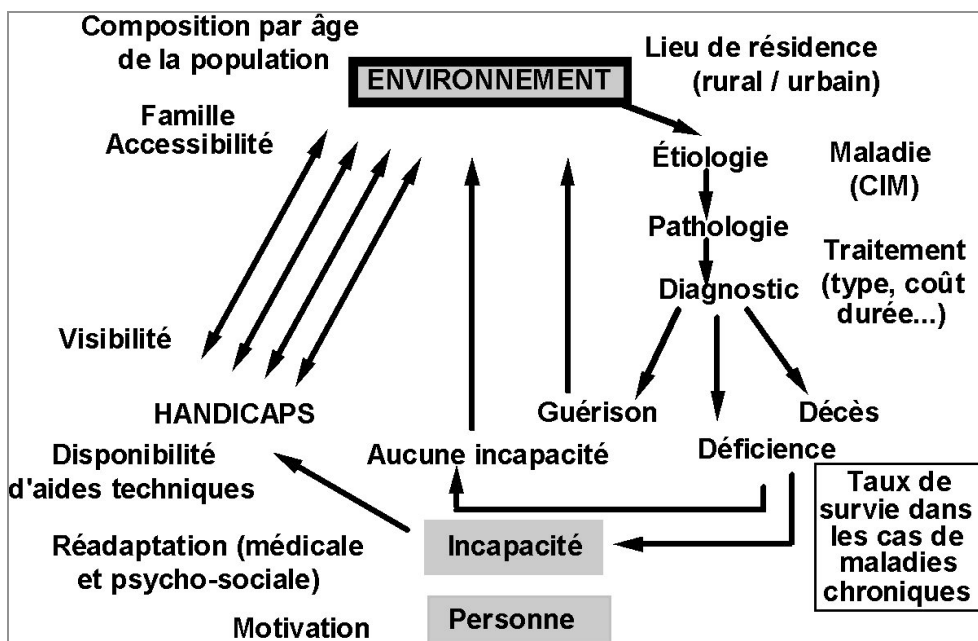 Composition par âge
de la population
ENVIRONNEMENT
Lieu de résidence
(rural / urbain)
Famille
Accessibilité
Étiologie
Maladie
(CIM)
Pathologie
Traitement
(type, coût
durée...)
Diagnostic
Visibilité
HANDICAPS
Guérison
Décès
Disponibilité
d'aides techniques
Aucune incapacité
Déficience
Taux de
survie dans
les cas de
maladies
chroniques
Réadaptation (médicale
et psycho-sociale)
Incapacité
Motivation
Personne